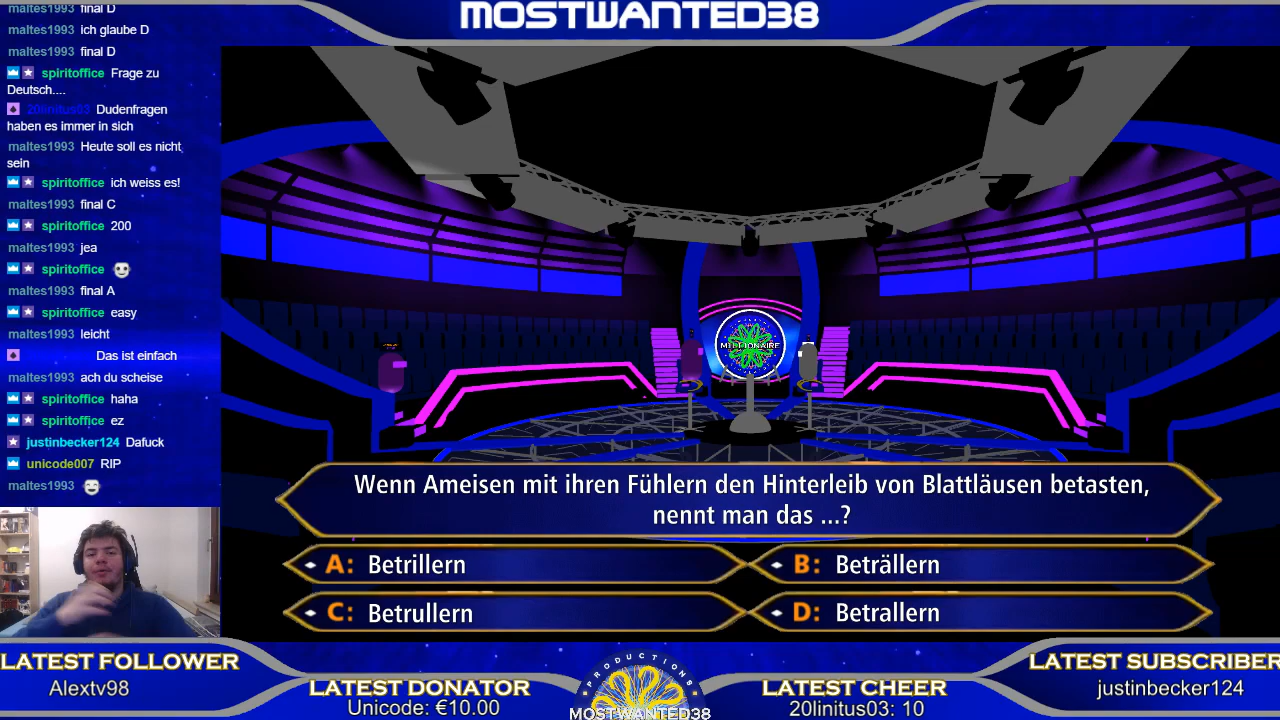 MOSTWANTED38
maltes1993 final D
maltes1993 ich glaube D
maltes1993 final D
spiritoffice Frage zu
Deutsch....
20linitus03 Dudenfragen
haben es immer in sich
maltes1993 Heute soll es nicht
sein
spiritoffice ich weiss es!
maltes1993 final C
spiritoffice 200
maltes1993 jea
spiritoffice
maltes1993 final A
spiritoffice easy
maltes1993 leicht
Das ist einfach
maltes1993 ach du scheise
spiritoffice haha
spiritoffice ez
justinbecker124 Dafuck
unicode007 RIP
maltes1993
MILLIONAIRE
Wenn Ameisen mit ihren Fühlern den Hinterleib von Blattläusen betasten,
nennt man das ...?
A: Betrillern
B: Beträllern
C: Betrullern
D: Betrallern
LATEST FOLLOWER
Alextv98
LATEST DONATOR
Unicode: €10.00
PRODUCTIONS
MOSTWANTED38
LATEST CHEER
20linitus03: 10
LATEST SUBSCRIBER
justinbecker124